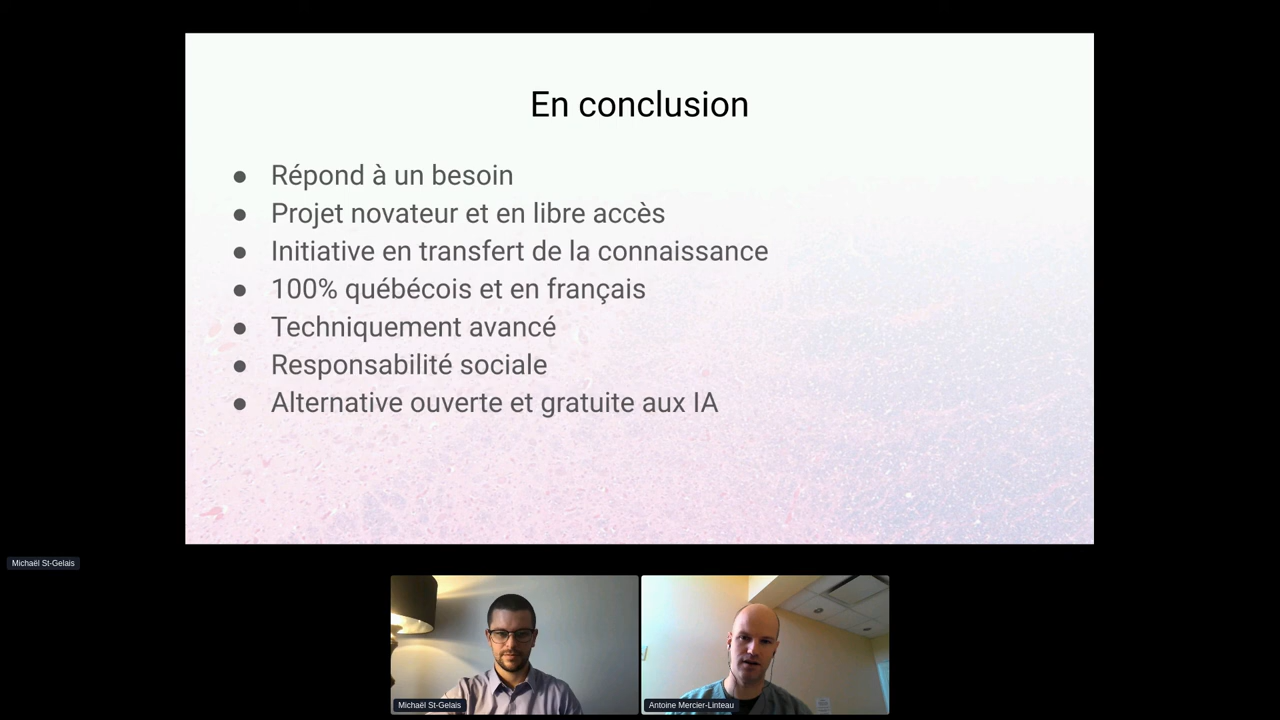 En conclusion
● Répond à un besoin
● Projet novateur et en libre accès
● Initiative en transfert de la connaissance
● 100% québécois et en français
● Techniquement avancé
● Responsabilité sociale
● Alternative ouverte et gratuite aux IA
Michaël St-Gelais
Michaël St-Gelais
Antoine Mercier-Linteau